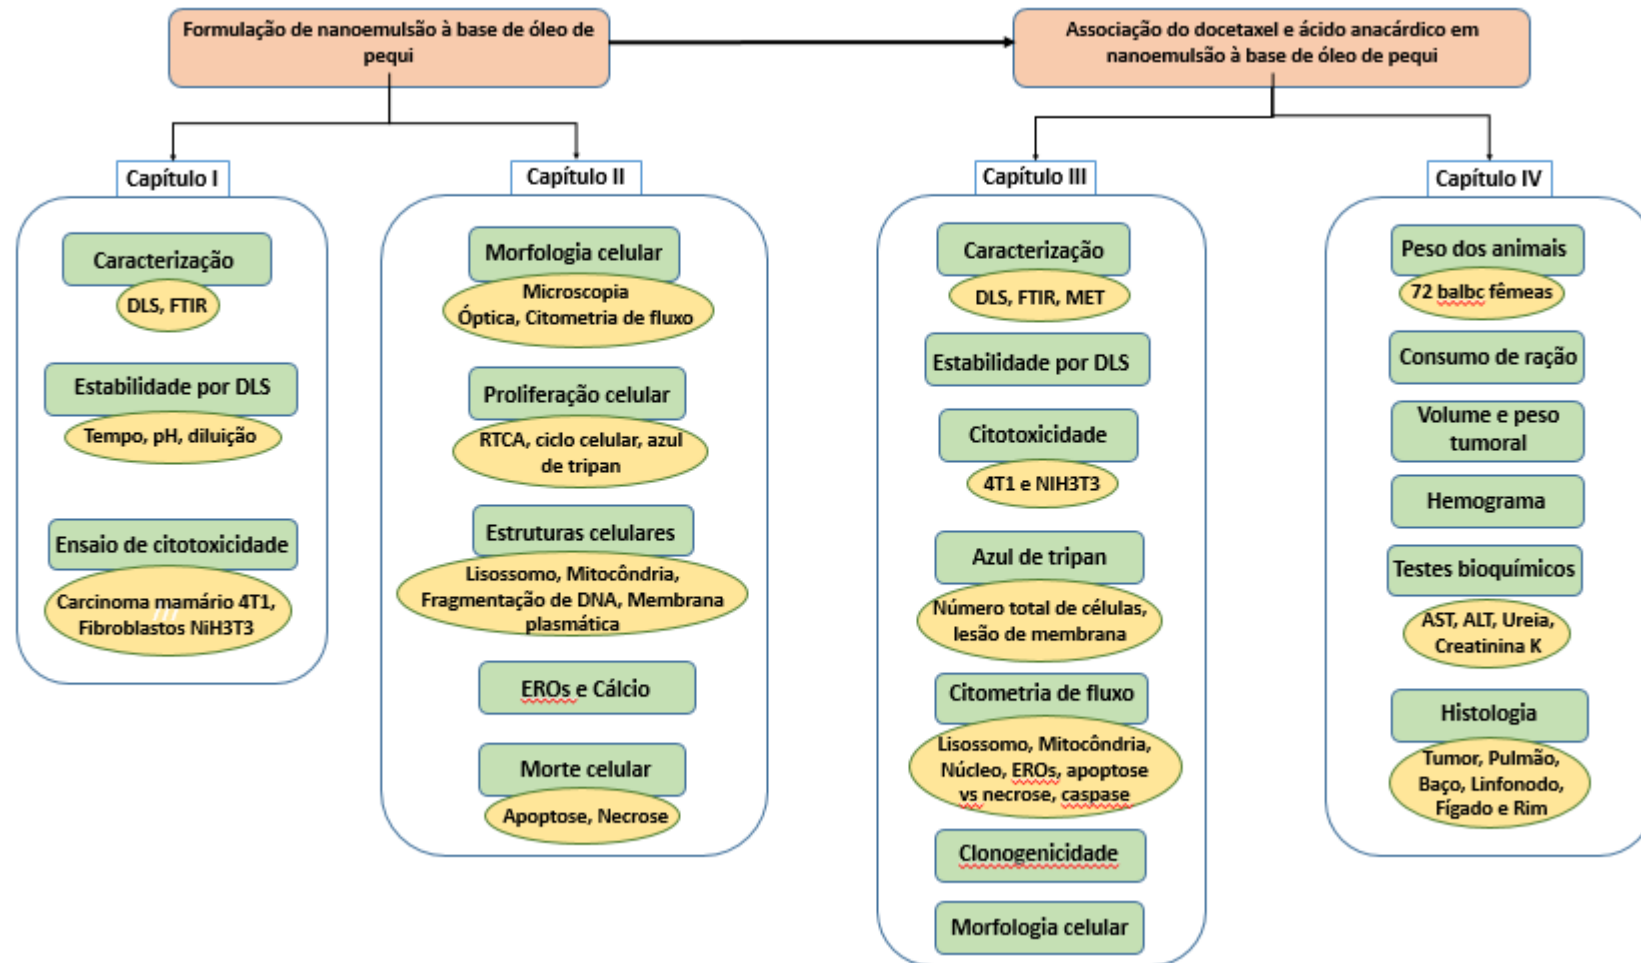 Formulação de nanoemulsão à base de óleo de
pequi
Associação do docetaxel e ácido anacárdico em
nanoemulsão à base de óleo de pequi
Capítulo I
Caracterização
DLS, FTIR
Estabilidade por DLS
Tempo, pH, diluição
Ensaio de citotoxicidade
Carcinoma mamário 4T1,
Fibroblastos NiH3T3
Capítulo II
Morfologia celular
Microscopia
Óptica, Citometria de fluxo
Proliferação celular
RTCA, ciclo celular, azul
de tripan
Estruturas celulares
Lisossomo, Mitocôndria,
Fragmentação de DNA, Membrana
plasmática
EROs e Cálcio
Morte celular
Apoptose, Necrose
Capítulo III
Caracterização
DLS, FTIR, MET
Estabilidade por DLS
Citotoxicidade
4T1 e NIH3T3
Azul de tripan
Número total de células,
lesão de membrana
Citometria de fluxo
Lisossomo, Mitocôndria,
Núcleo, EROs, apoptose
vs necrose, caspase
Clonogenicidade
Morfologia celular
Capítulo IV
Peso dos animais
72 balbc fêmeas
Consumo de ração
Volume e peso
tumoral
Hemograma
Testes bioquímicos
AST, ALT, Ureia,
Creatinina K
Histologia
Tumor, Pulmão,
Baço, Linfonodo,
Fígado e Rim